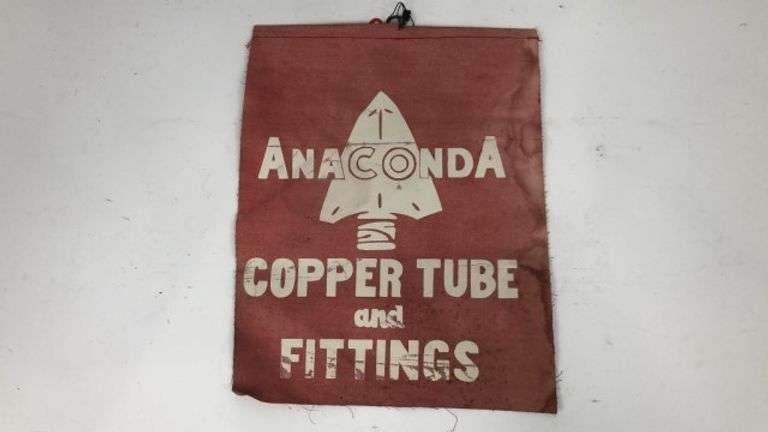 ANACONDA
COPPER TUBE
and
FITTINGS